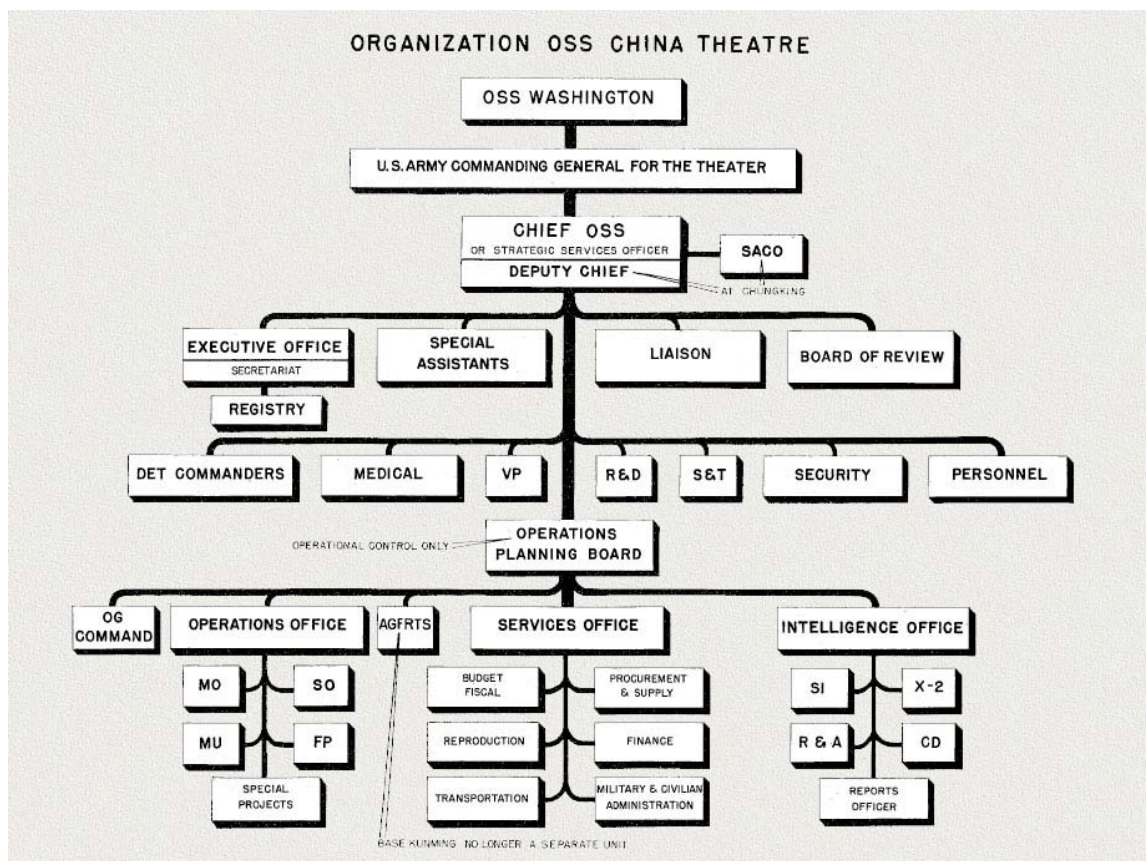 ORGANIZATION OSS CHINA THEATRE
OSS WASHINGTON
U.S. ARMY COMMANDING GENERAL FOR THE THEATER
CHIEF OSS
OR STRATEGIC SERVICES OFFICER
DEPUTY CHIEF
SACO
AT CHUNGKING
EXECUTIVE OFFICE
SECRETARIAT
REGISTRY
SPECIAL
ASSISTANTS
LIAISON
BOARD OF REVIEW
DET COMMANDERS
MEDICAL
VP
R&D
S&T
SECURITY
PERSONNEL
OPERATIONS
PLANNING BOARD
OPERATIONAL CONTROL ONLY
OG
COMMAND
OPERATIONS OFFICE
AGFRTS
SERVICES OFFICE
INTELLIGENCE OFFICE
MO
SO
MU
FP
SPECIAL
PROJECTS
BUDGET
FISCAL
PROCUREMENT
& SUPPLY
REPRODUCTION
FINANCE
TRANSPORTATION
MILITARY & CIVILIAN
ADMINISTRATION
SI
X-2
R & A
CD
REPORTS
OFFICER
BASE KUNMING NO LONGER A SEPARATE UNIT